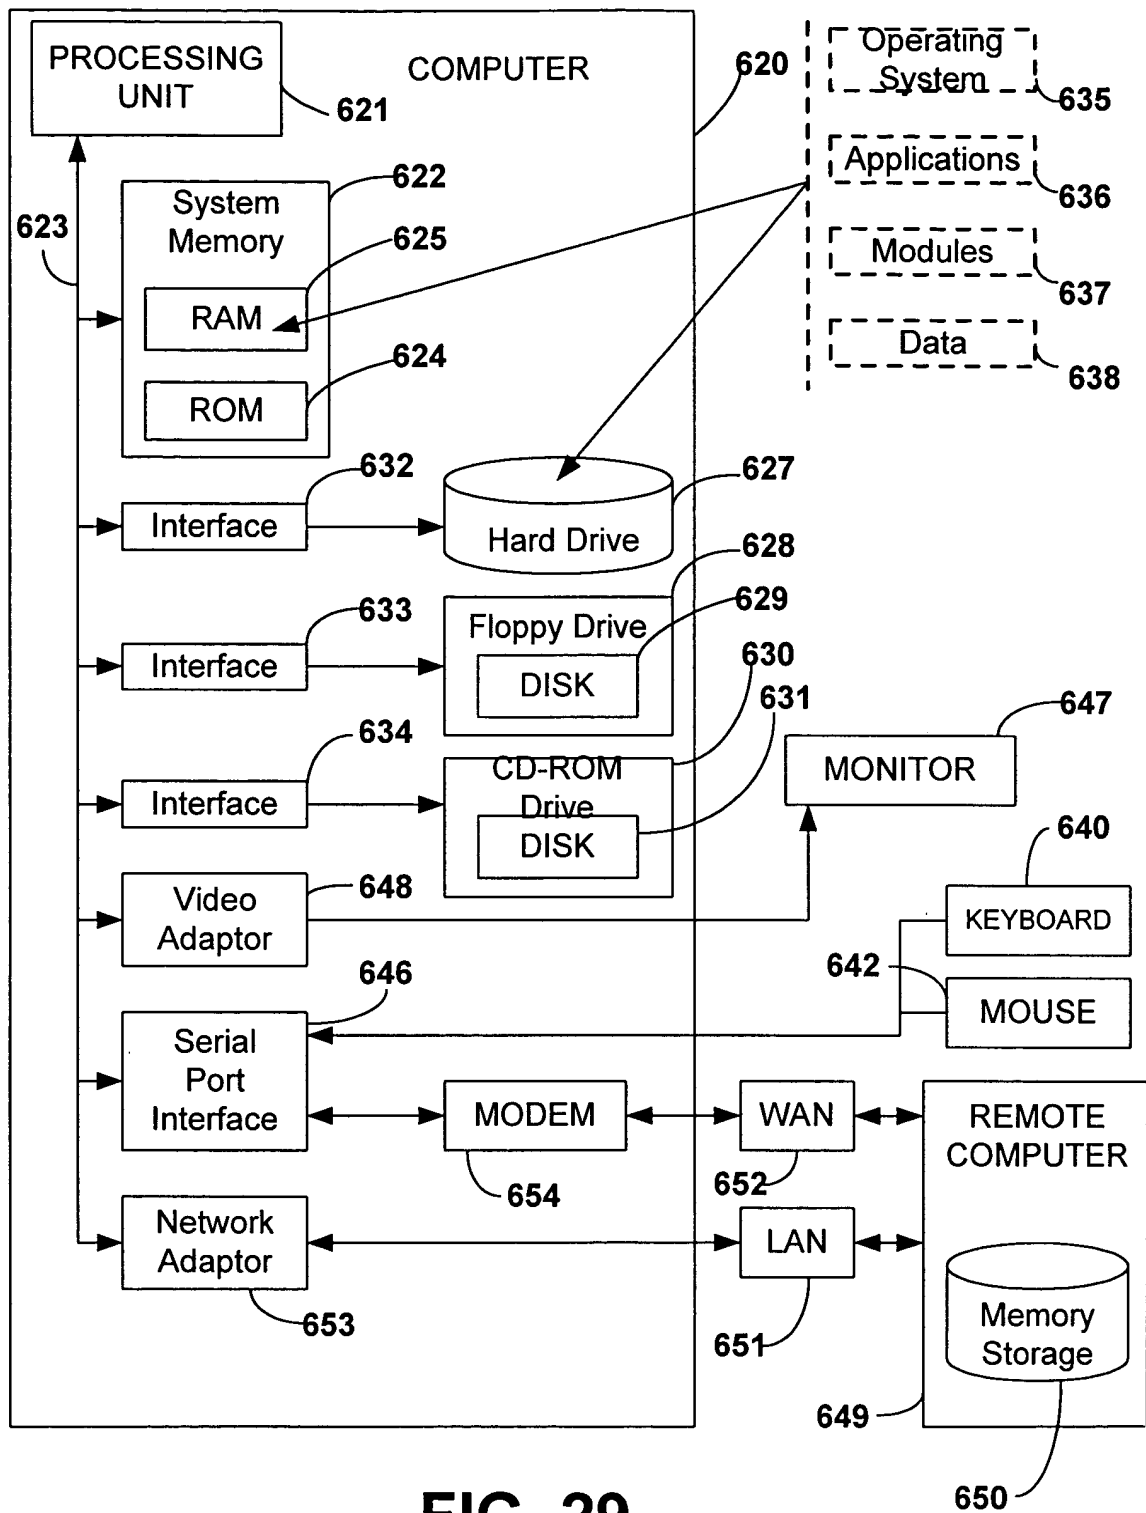 PROCESSING
UNIT
621
COMPUTER
620
Operating
System
635
Applications
636
Modules
637
Data
638
623
System
Memory
622
625
RAM
624
ROM
632
Interface
Hard Drive
627
628
633
Interface
Floppy Drive
629
DISK
630
631
634
Interface
CD-ROM
Drive
DISK
647
MONITOR
648
Video
Adaptor
640
KEYBOARD
642
MOUSE
646
Serial
Port
Interface
MODEM
654
WAN
652
REMOTE
COMPUTER
Network
Adaptor
653
LAN
651
Memory
Storage
649
650
FIG. 29